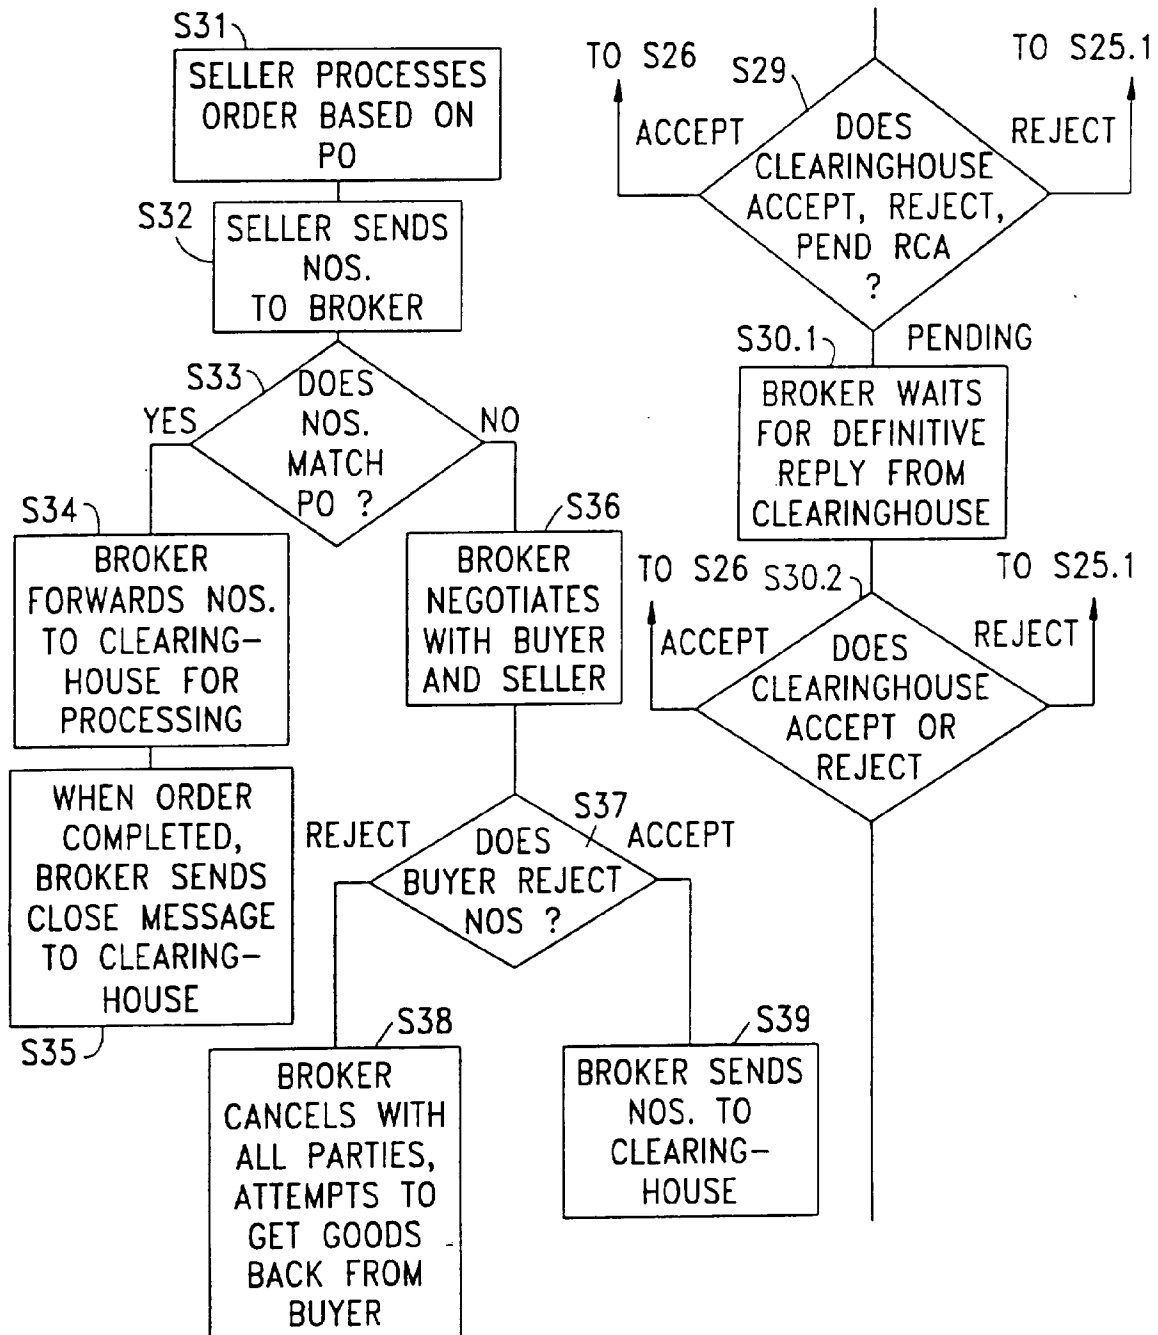 S31
SELLER PROCESSES
ORDER BASED ON
PO
S32
SELLER SENDS
NOS.
TO BROKER
S33
DOES
NOS.
MATCH
PO ?
YES
NO
S34
BROKER
FORWARDS NOS.
TO CLEARING-
HOUSE FOR
PROCESSING
WHEN ORDER
COMPLETED,
BROKER SENDS
CLOSE MESSAGE
TO CLEARING-
HOUSE
S35
S36
BROKER
NEGOTIATES
WITH BUYER
AND SELLER
S37
REJECT
ACCEPT
DOES
BUYER REJECT
NOS ?
S38
BROKER
CANCELS WITH
ALL PARTIES,
ATTEMPTS TO
GET GOODS
BACK FROM
BUYER
S39
BROKER SENDS
NOS. TO
CLEARING-
HOUSE
TO S26
S29
TO S25.1
ACCEPT
REJECT
DOES
CLEARINGHOUSE
ACCEPT, REJECT,
PEND RCA
?
S30.1
PENDING
BROKER WAITS
FOR DEFINITIVE
REPLY FROM
CLEARINGHOUSE
TO S26
S30.2
TO S25.1
ACCEPT
REJECT
DOES
CLEARINGHOUSE
ACCEPT OR
REJECT